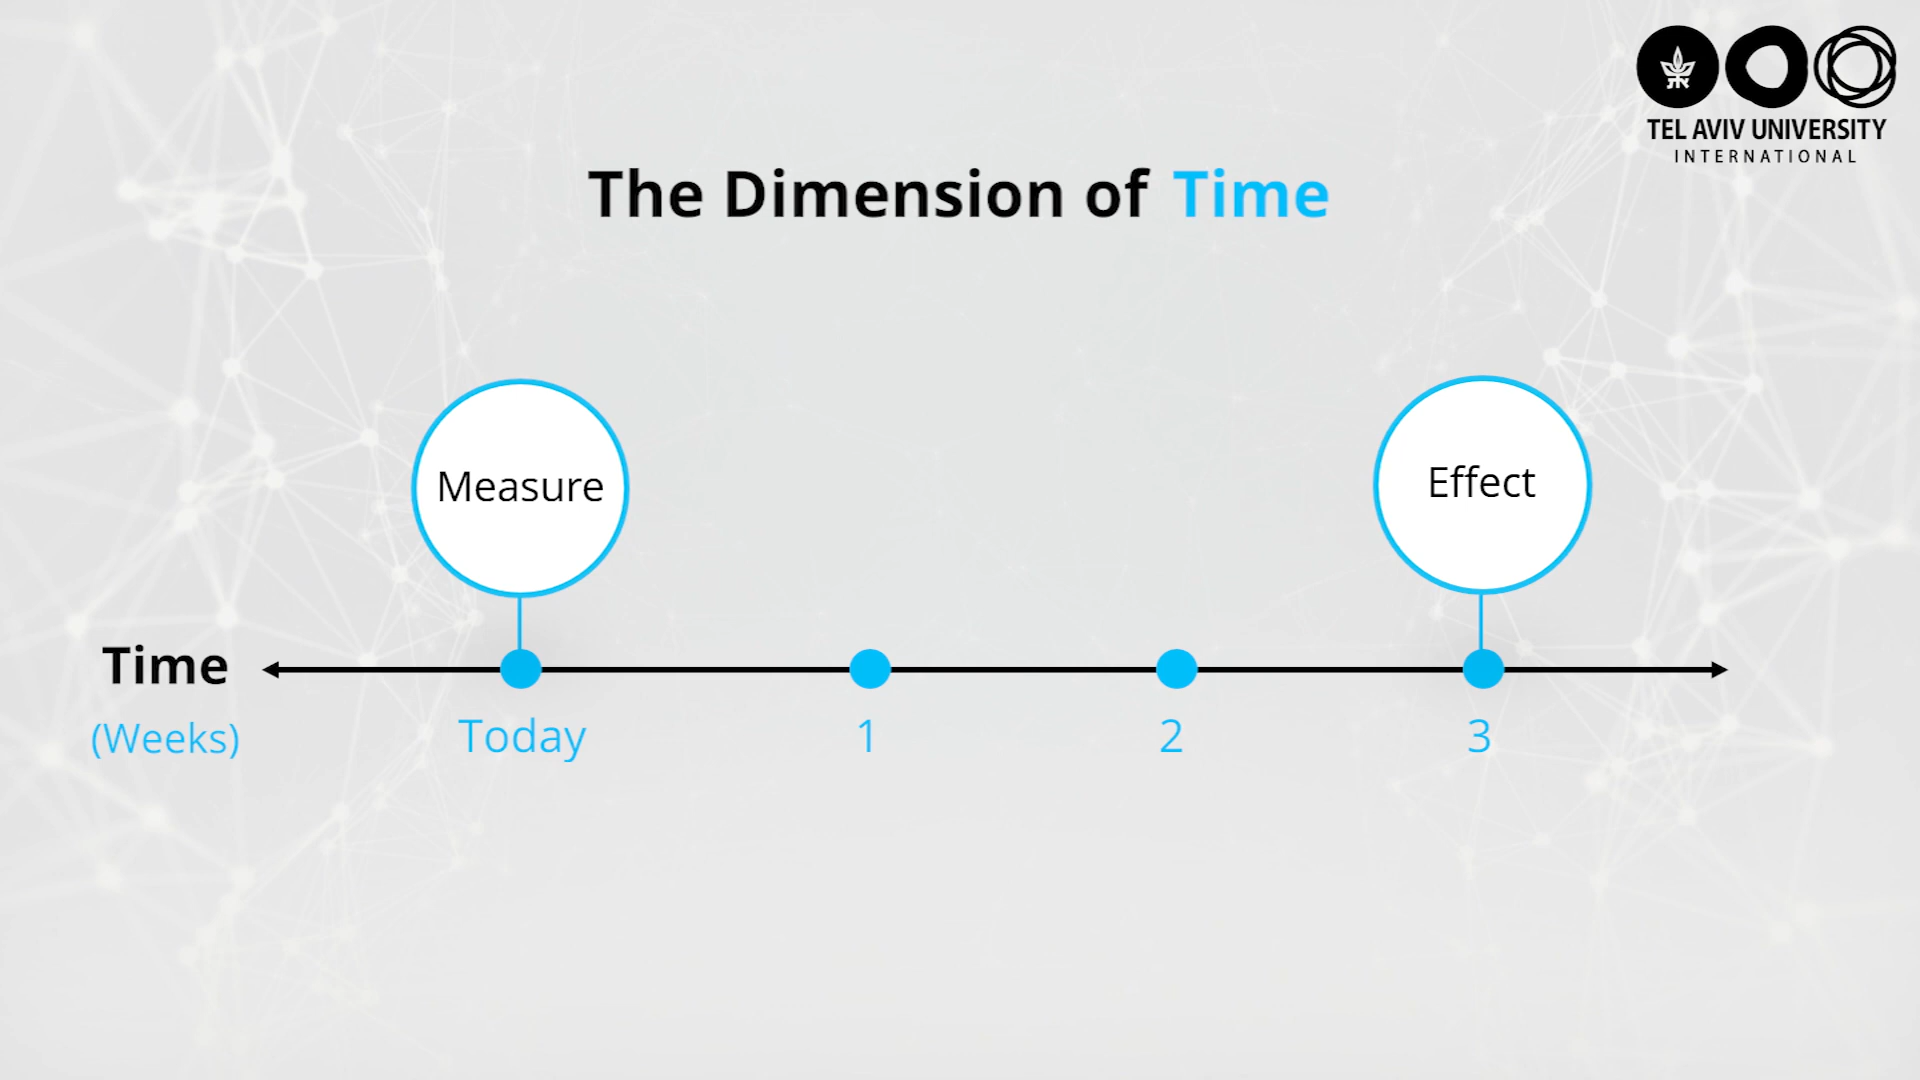 TEL AVIV UNIVERSITY
INTERNATIONAL
The Dimension of Time
Measure
Effect
Time
(Weeks)
Today
1
2
3